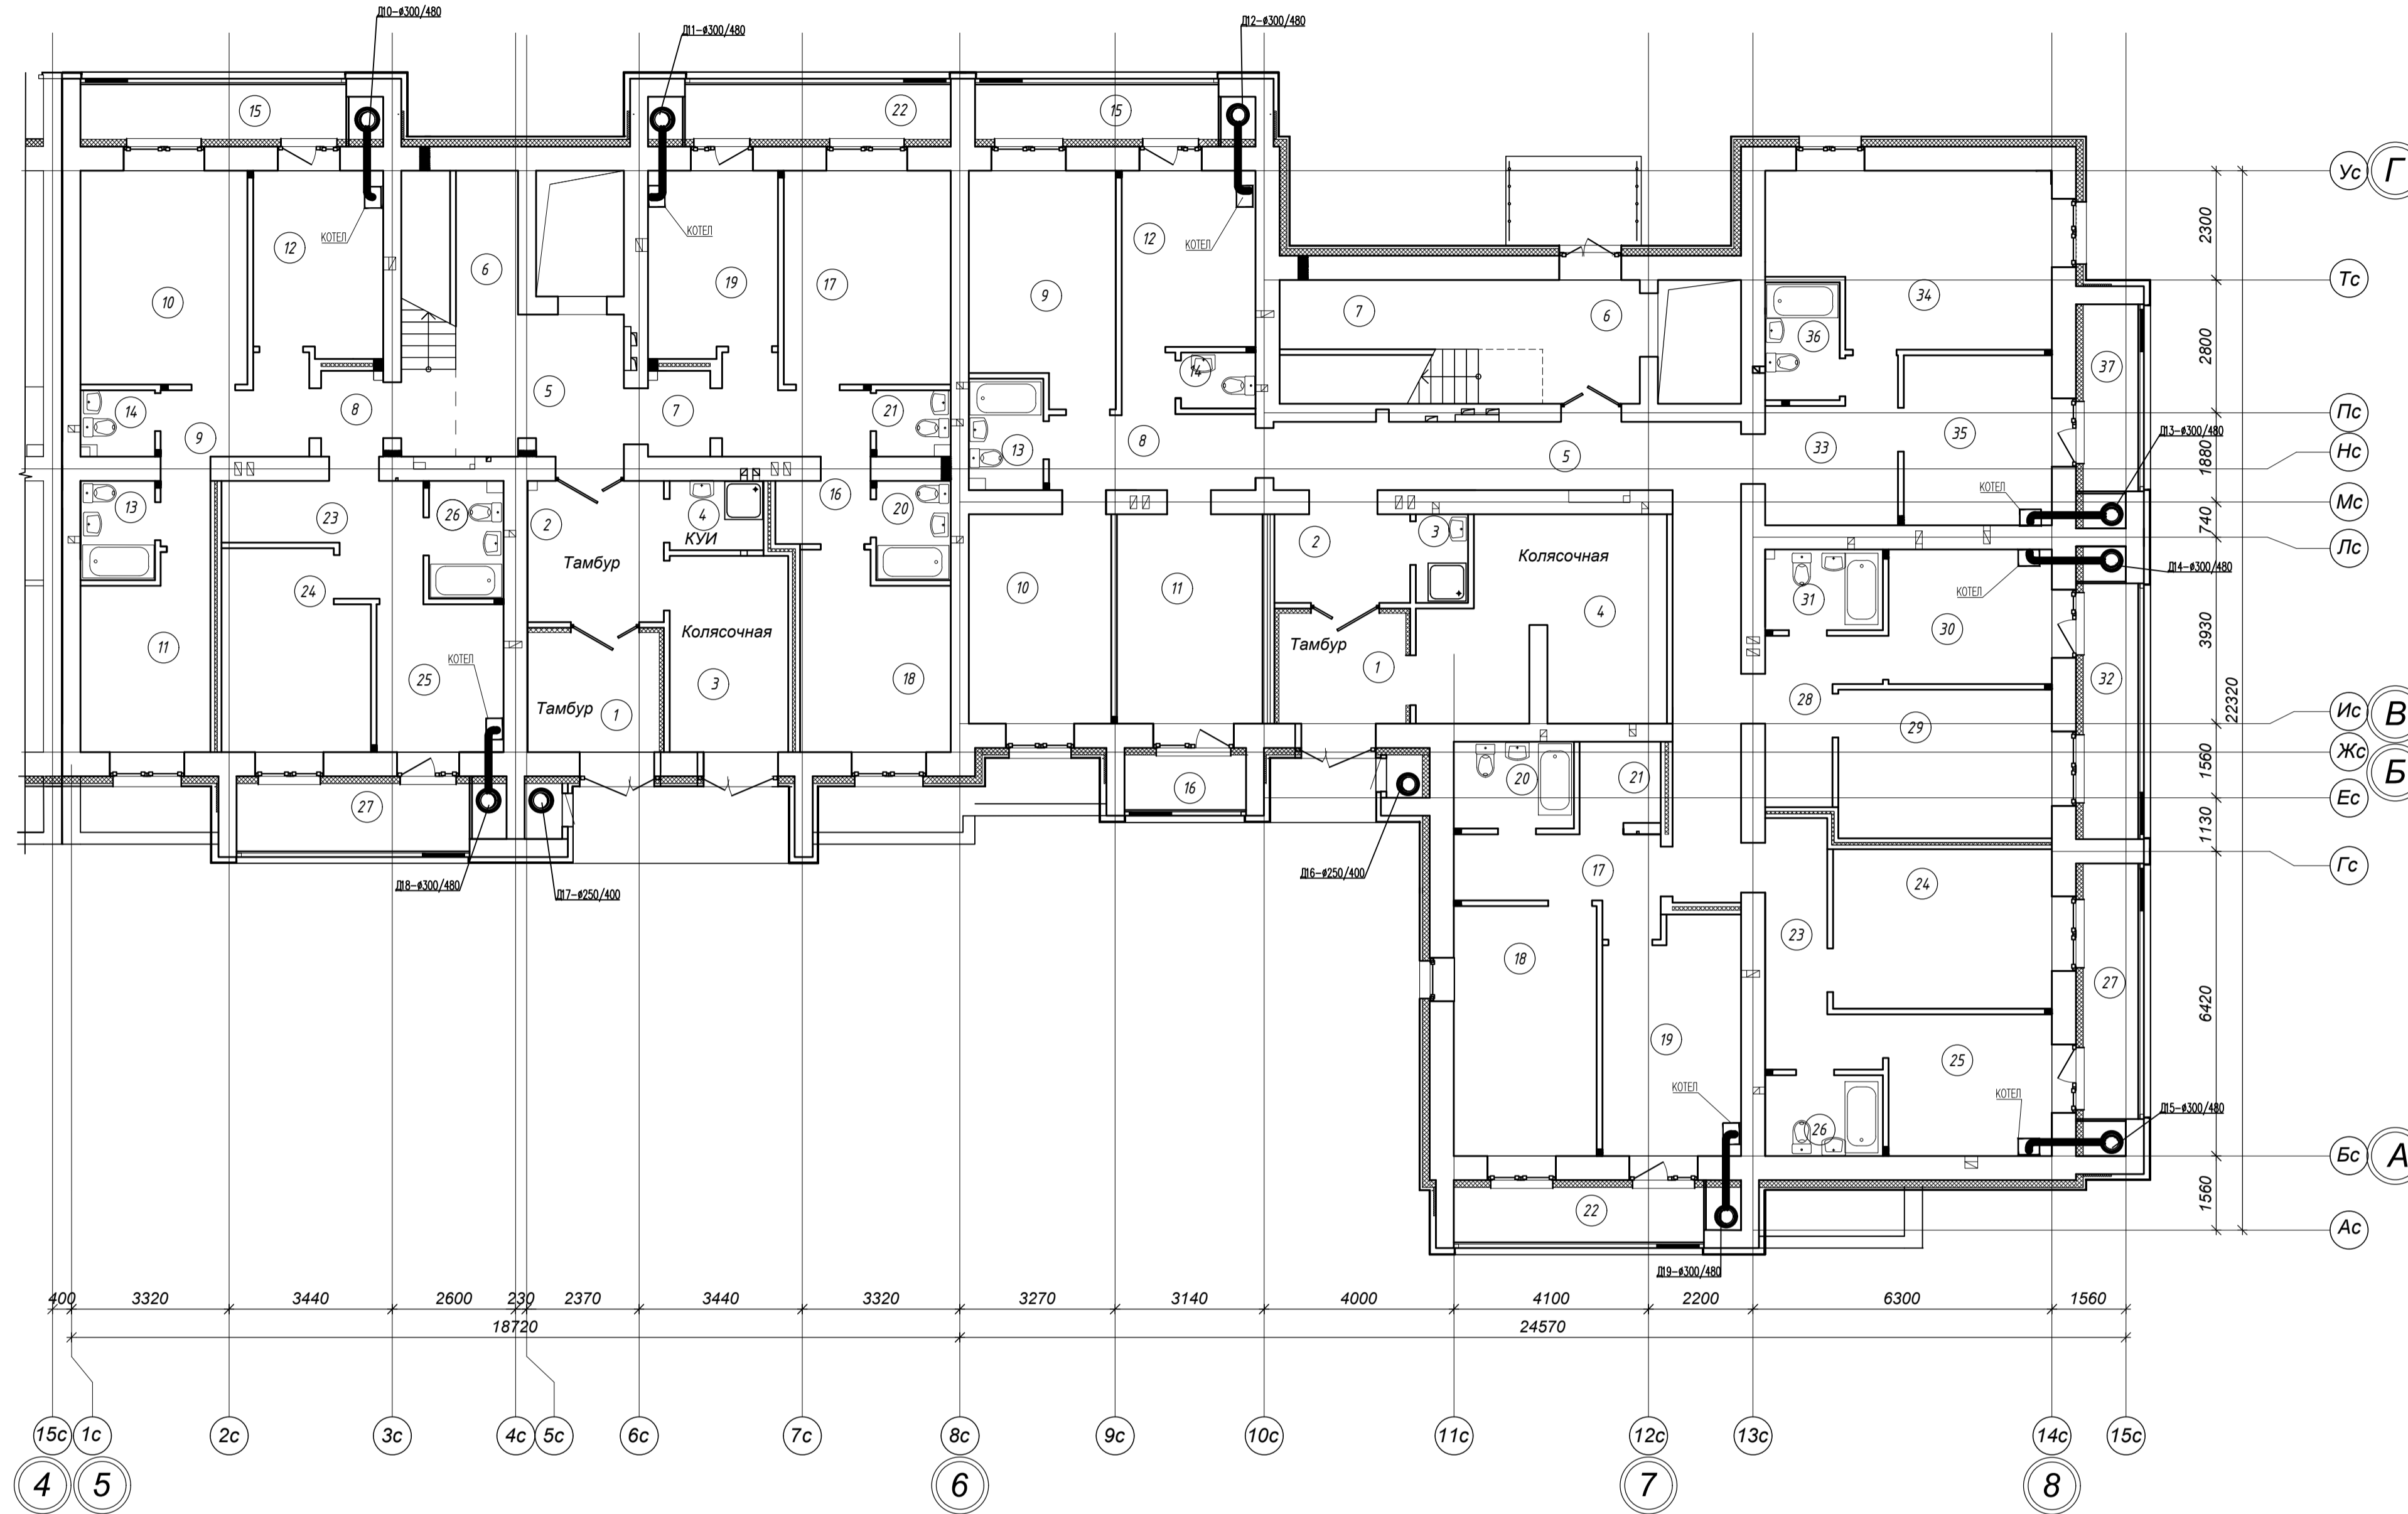 Д10-ø300/480
Д11-ø300/480
Д12-ø300/480
15
22
15
Ус
Г
КОТЕЛ
КОТЕЛ
КОТЕЛ
12
6
10
19
17
9
12
7
6
34
36
37
2300
Тс
2800
14
8
9
5
7
21
13
8
14
5
33
35
Д13-ø300/480
Пс
1880
Нс
13
23
26
2
4
КУИ
16
20
Тамбур
24
11
25
КОТЕЛ
Колясочная
3
Тамбур
1
18
10
11
2
3
Колясочная
4
Тамбур
1
КОТЕЛ
Мс
740
Лс
Д14-ø300/480
КОТЕЛ
31
30
3930
28
29
32
22320
Ис
В
Жс
Б
1560
Ес
1130
Гс
27
16
20
21
Д18-ø300/480
Д17-ø250/400
Д16-ø250/400
17
24
23
18
19
27
6420
25
КОТЕЛ
КОТЕЛ
26
Д15-ø300/480
Бс
А
1560
22
Ас
Д19-ø300/480
400
3320
3440
2600
230
2370
3440
3320
3270
3140
4000
4100
2200
6300
1560
18720
24570
15с
1с
2с
3с
4с
5с
6с
7с
8с
9с
10с
11с
12с
13с
14с
15с
4
5
6
7
8